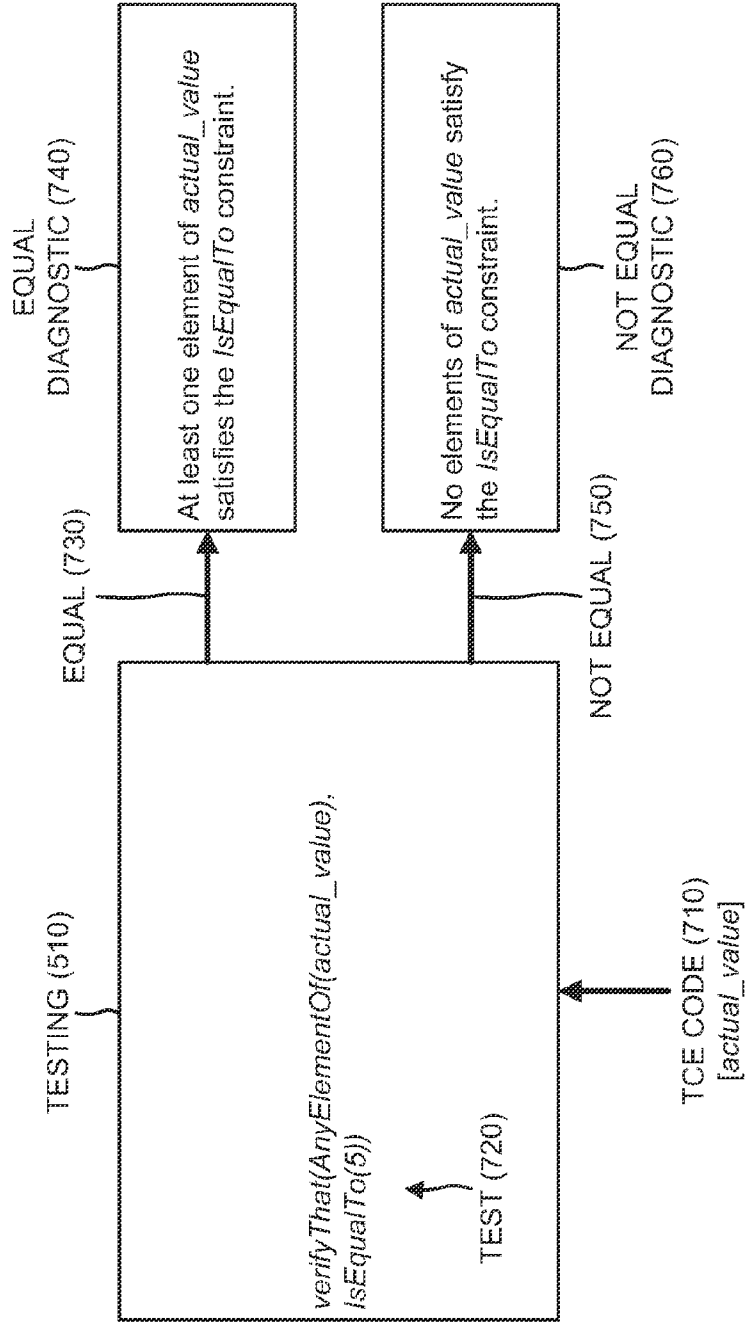 TESTING (510)
verifyThat(AnyElementOf(actual_value),
IsEqualTo(5))
TEST (720)
TCE CODE (710)
[actual_value]
EQUAL (730)
EQUAL
DIAGNOSTIC (740)
At least one element of actual_value
satisfies the IsEqualTo constraint.
NOT EQUAL (750)
No elements of actual_value satisfy
the IsEqualTo constraint.
NOT EQUAL
DIAGNOSTIC (760)